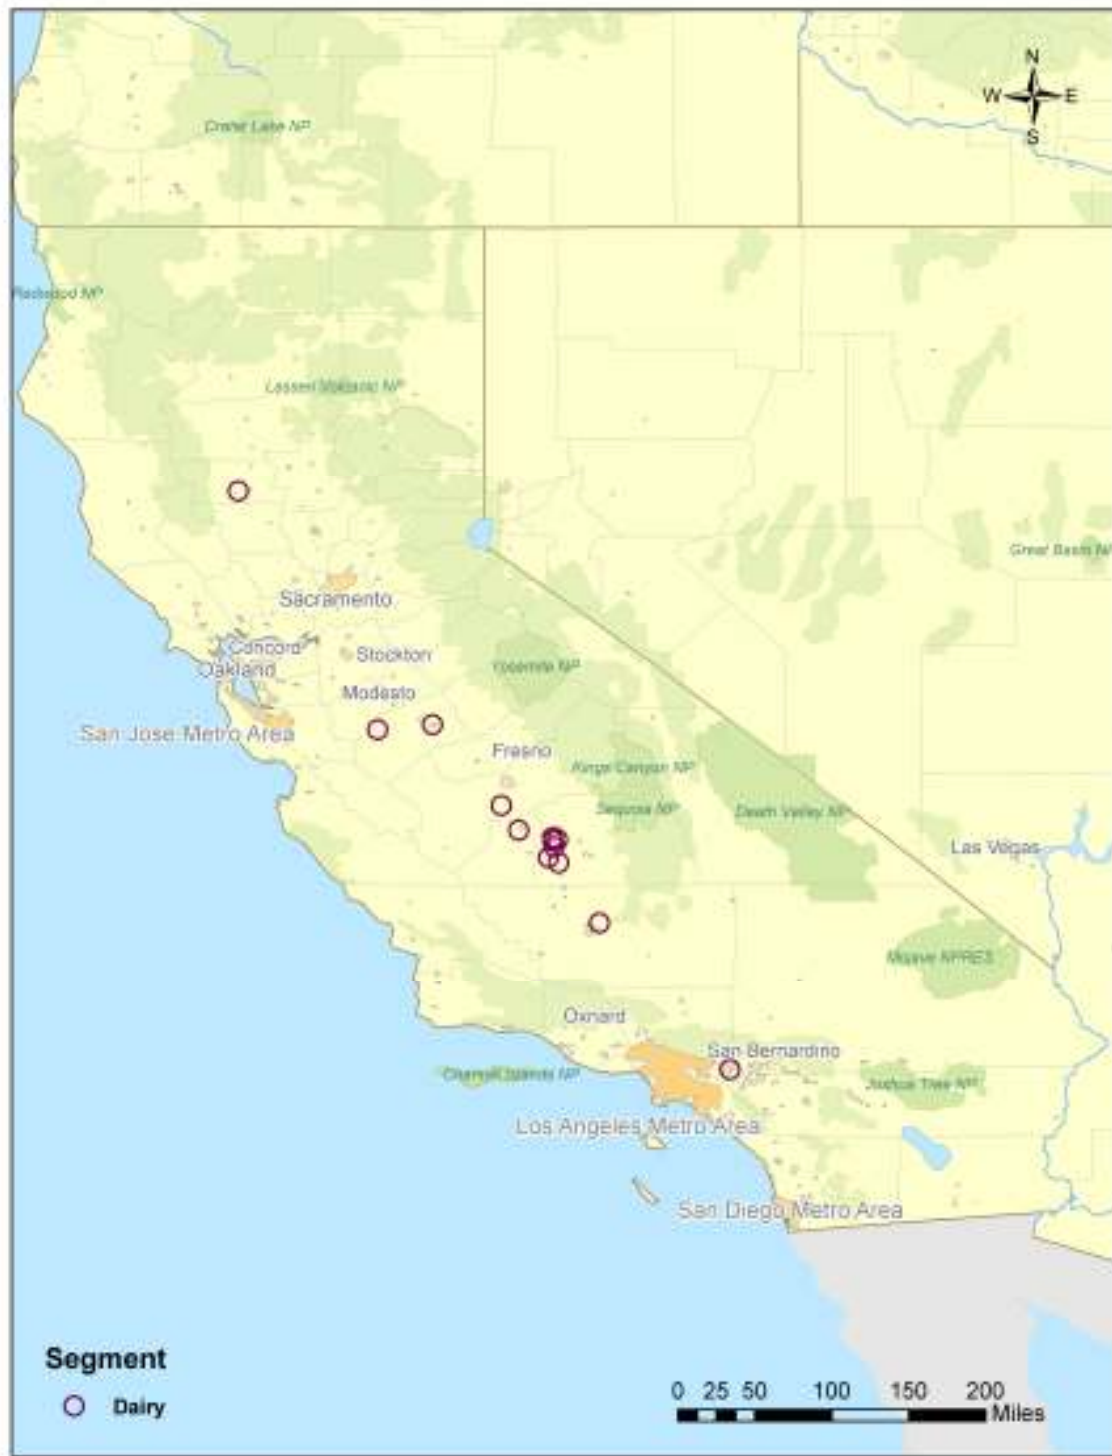 N
W E
S
Crater Lake NP
Redwood NP
Lassen Volcanic NP
Great Basin NP
Sacramento
Concord
Stockton
Oakland
Yosemite NP
Modesto
San Jose Metro Area
Fresno
Kings Canyon NP
Sequoia NP
Death Valley NP
Las Vegas
Mojave NPRES
Oxnard
San Bernardino
Channel Islands NP
Joshua Tree NP
Los Angeles Metro Area
San Diego Metro Area
Segment
Dairy
0 25 50 100 150 200
Miles